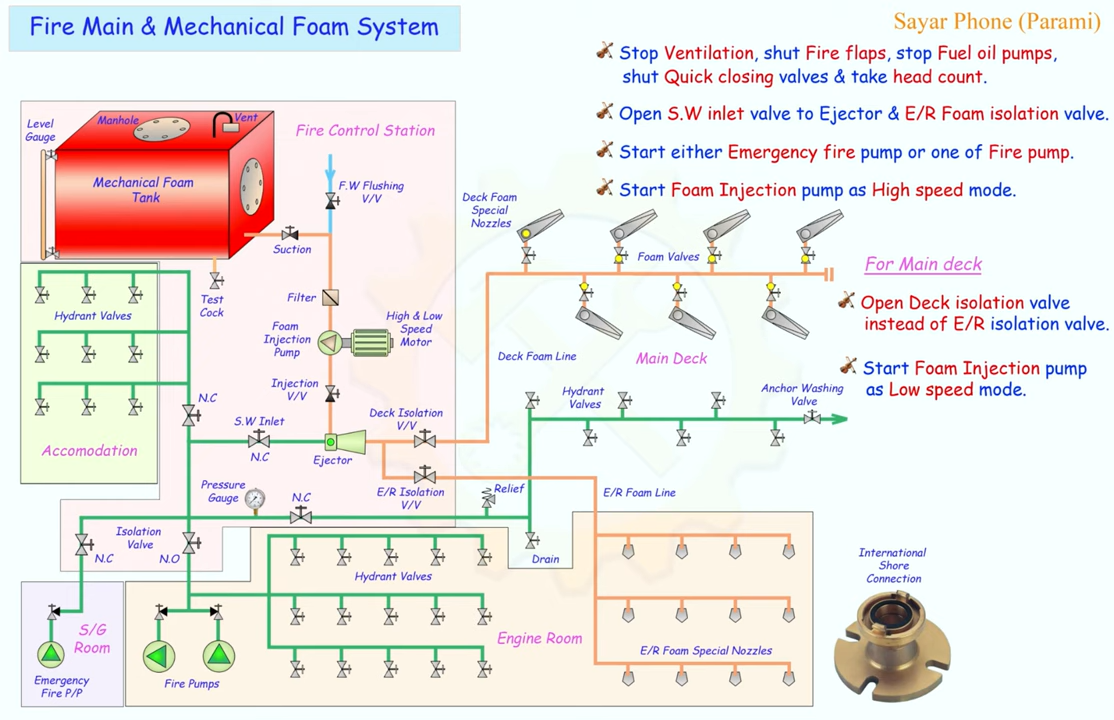 Fire Main & Mechanical Foam System
Sayar Phone (Parami)
Stop Ventilation, shut Fire flaps, stop Fuel oil pumps,
shut Quick closing valves & take head count.
Open S.W inlet valve to Ejector & E/R Foam isolation valve.
Start either Emergency fire pump or one of Fire pump.
Start Foam Injection pump as High speed mode.
Level
Gauge
Manhole
Vent
Mechanical Foam
Tank
Fire Control Station
F.W Flushing
V/V
Suction
Test
Cock
Filter
Foam
Injection
Pump
High & Low
Speed
Motor
Injection
V/V
Deck Foam
Special
Nozzles
Foam Valves
For Main deck
Open Deck isolation valve
instead of E/R isolation valve.
Start Foam Injection pump
as Low speed mode.
Hydrant Valves
Accomodation
N.C
S.W Inlet
N.C
Ejector
Deck Isolation
V/V
E/R Isolation
V/V
Deck Foam Line
Main Deck
Hydrant
Valves
Anchor Washing
Valve
Pressure
Gauge
N.C
Relief
E/R Foam Line
Isolation
Valve
N.C
N.O
Drain
Hydrant Valves
Engine Room
E/R Foam Special Nozzles
S/G
Room
Emergency
Fire P/P
Fire Pumps
International
Shore
Connection